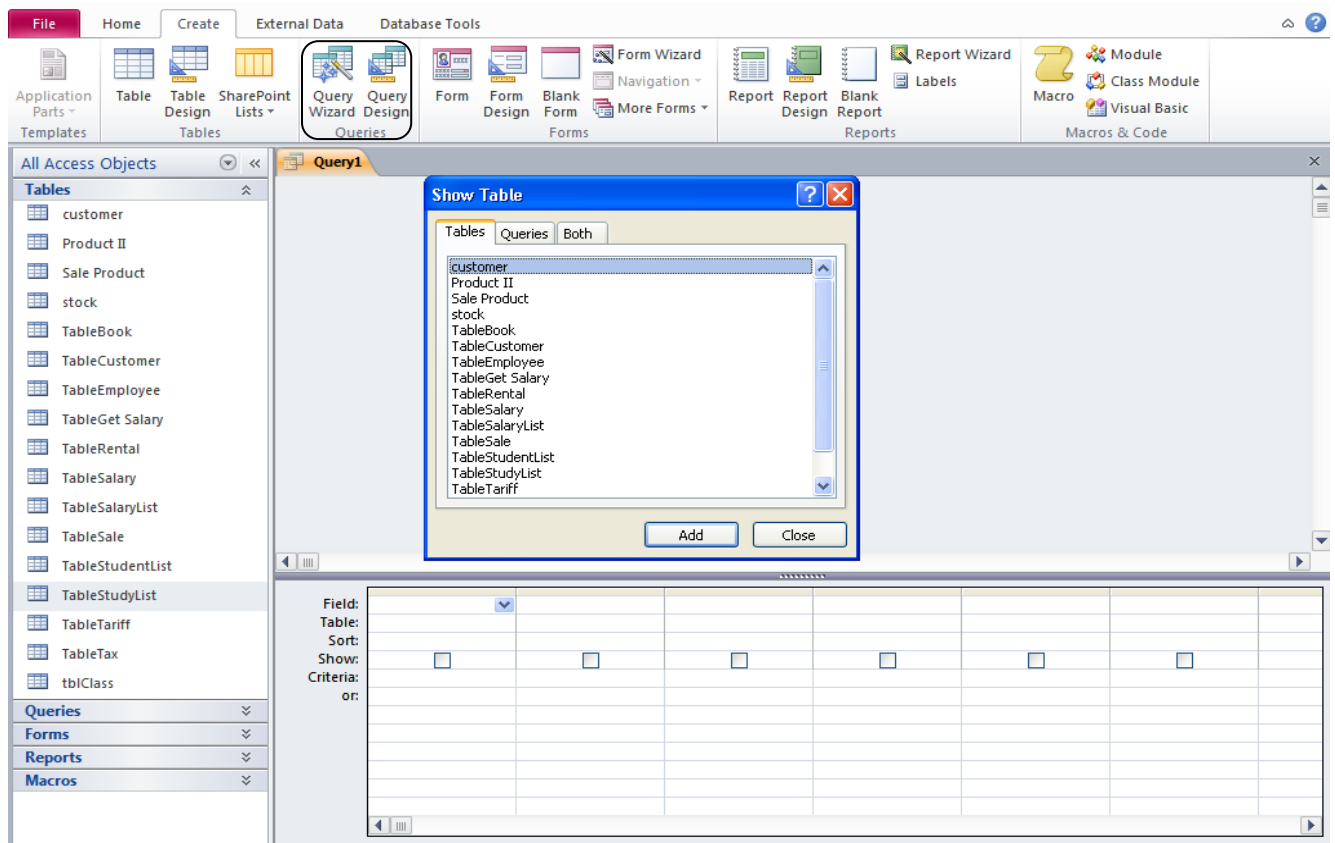 File Home Create External Data Database Tools
Application Parts
Templates
Table
Table Design
SharePoint Lists
Tables
Query Wizard
Query Design
Queries
Form
Form Design
Blank Form
Form Wizard
Navigation
More Forms
Forms
Report
Report Design
Blank Report
Report Wizard
Labels
Reports
Macro
Module
Class Module
Visual Basic
Macros & Code
All Access Objects
Tables
customer
Product II
Sale Product
stock
TableBook
TableCustomer
TableEmployee
TableGet Salary
TableRental
TableSalary
TableSalaryList
TableSale
TableStudentList
TableStudyList
TableTariff
TableTax
tblClass
Queries
Forms
Reports
Macros
Query1
Show Table
Tables Queries Both
customer
Product II
Sale Product
stock
TableBook
TableCustomer
TableEmployee
TableGet Salary
TableRental
TableSalary
TableSalaryList
TableSale
TableStudentList
TableStudyList
TableTariff
Add Close
Field:
Table:
Sort:
Show:
Criteria:
or: